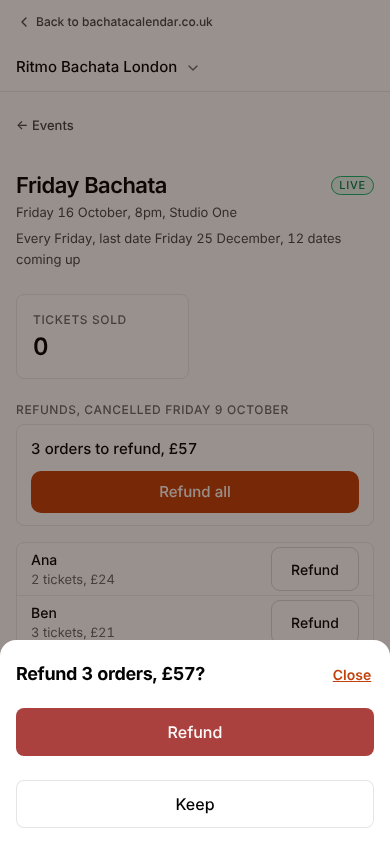 Back to bachatacalendar.co.uk
Ritmo Bachata London
← Events
Friday Bachata
LIVE
Friday 16 October, 8pm, Studio One
Every Friday, last date Friday 25 December, 12 dates
coming up
TICKETS SOLD
0
REFUNDS, CANCELLED FRIDAY 9 OCTOBER
3 orders to refund, £57
Refund all
Ana
2 tickets, £24
Refund
Ben
3 tickets, £21
Refund
Refund 3 orders, £57?
Close
Refund
Keep